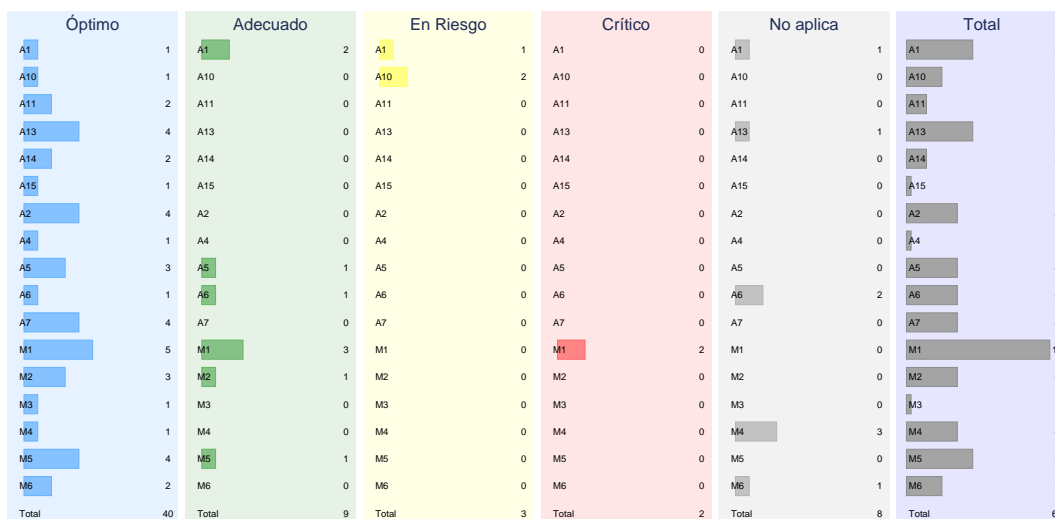 Óptimo Adecuado En Riesgo Crítico No aplica Total
A1 1 A1 2 A1 1 A1 0 A1 1 A1
A10 1 A10 0 A10 2 A10 0 A10 0 A10
A11 2 A11 0 A11 0 A11 0 A11 0 A11
A13 4 A13 0 A13 0 A13 0 A13 1 A13
A14 2 A14 0 A14 0 A14 0 A14 0 A14
A15 1 A15 0 A15 0 A15 0 A15 0 A15
A2 4 A2 0 A2 0 A2 0 A2 0 A2
A4 1 A4 0 A4 0 A4 0 A4 0 A4
A5 3 A5 1 A5 0 A5 0 A5 0 A5
A6 1 A6 1 A6 0 A6 0 A6 2 A6
A7 4 A7 0 A7 0 A7 0 A7 0 A7
M1 5 M1 3 M1 0 M1 2 M1 0 M1
M2 3 M2 1 M2 0 M2 0 M2 0 M2
M3 1 M3 0 M3 0 M3 0 M3 0 M3
M4 1 M4 0 M4 0 M4 0 M4 3 M4
M5 4 M5 1 M5 0 M5 0 M5 0 M5
M6 2 M6 0 M6 0 M6 0 M6 1 M6
Total 40 Total 9 Total 3 Total 2 Total 8 Total